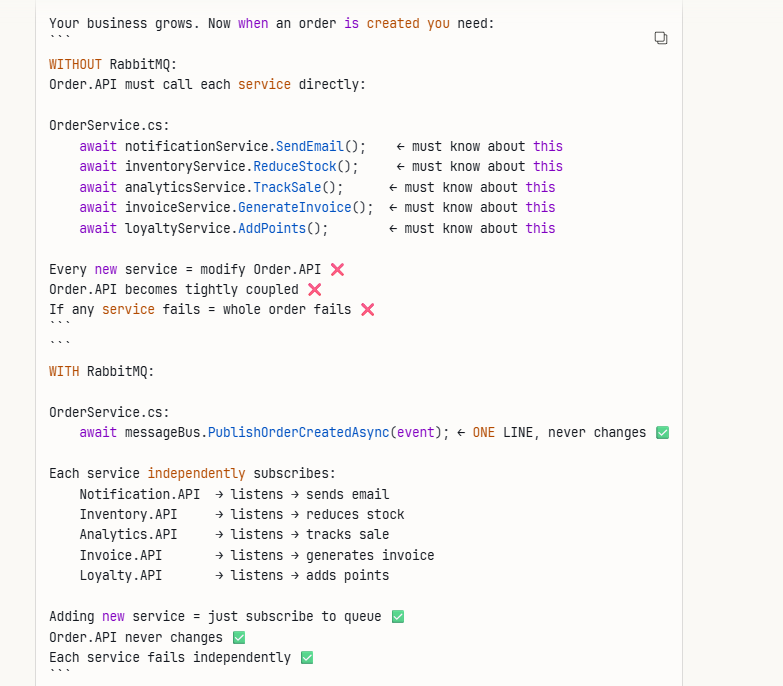 Your business grows. Now when an order is created you need:
```
WITHOUT RabbitMQ:
Order.API must call each service directly:
OrderService.cs:
await notificationService.SendEmail(); ← must know about this
await inventoryService.ReduceStock(); ← must know about this
await analyticsService.TrackSale(); ← must know about this
await invoiceService.GenerateInvoice(); ← must know about this
await loyaltyService.AddPoints(); ← must know about this
Every new service = modify Order.API ❌
Order.API becomes tightly coupled ❌
If any service fails = whole order fails ❌
```
```
WITH RabbitMQ:
OrderService.cs:
await messageBus.PublishOrderCreatedAsync(event); ← ONE LINE, never changes ✅
Each service independently subscribes:
Notification.API → listens → sends email
Inventory.API → listens → reduces stock
Analytics.API → listens → tracks sale
Invoice.API → listens → generates invoice
Loyalty.API → listens → adds points
Adding new service = just subscribe to queue ✅
Order.API never changes ✅
Each service fails independently ✅
```